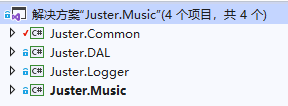 解决方案"Juster.Music"(4 个项目，共 4 个)
C# Juster.Common
C# Juster.DAL
C# Juster.Logger
C# Juster.Music